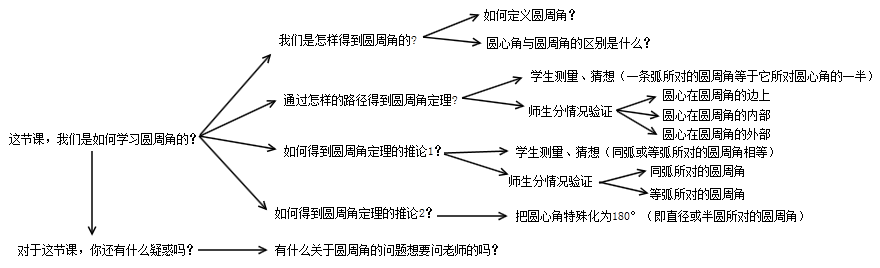 如何定义圆周角？
我们是怎样得到圆周角的?
圆心角与圆周角的区别是什么？
学生测量、猜想（一条弧所对的圆周角等于它所对圆心角的一半）
通过怎样的路径得到圆周角定理?
圆心在圆周角的边上
师生分情况验证
圆心在圆周角的内部
圆心在圆周角的外部
这节课，我们是如何学习圆周角的？
如何得到圆周角定理的推论1？
学生测量、猜想（同弧或等弧所对的圆周角相等）
同弧所对的圆周角
师生分情况验证
等弧所对的圆周角
如何得到圆周角定理的推论2？
把圆心角特殊化为180°（即直径或半圆所对的圆周角）
对于这节课，你还有什么疑惑吗？
有什么关于圆周角的问题想要问老师的吗？